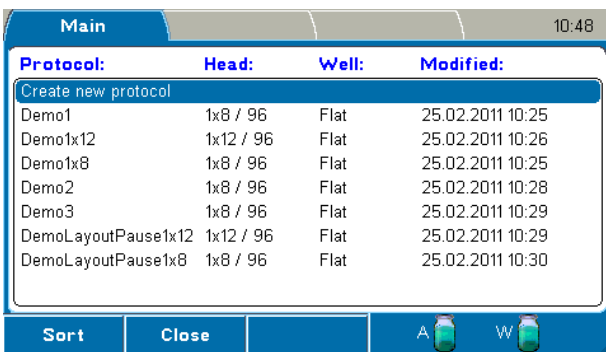 Main 10:48
Protocol: Head: Well: Modified:
Create new protocol
Demo1 1x8 / 96 Flat 25.02.2011 10:25
Demo1x12 1x12 / 96 Flat 25.02.2011 10:26
Demo1x8 1x8 / 96 Flat 25.02.2011 10:25
Demo2 1x8 / 96 Flat 25.02.2011 10:28
Demo3 1x8 / 96 Flat 25.02.2011 10:29
DemoLayoutPause1x12 1x12 / 96 Flat 25.02.2011 10:29
DemoLayoutPause1x8 1x8 / 96 Flat 25.02.2011 10:30
Sort Close A W